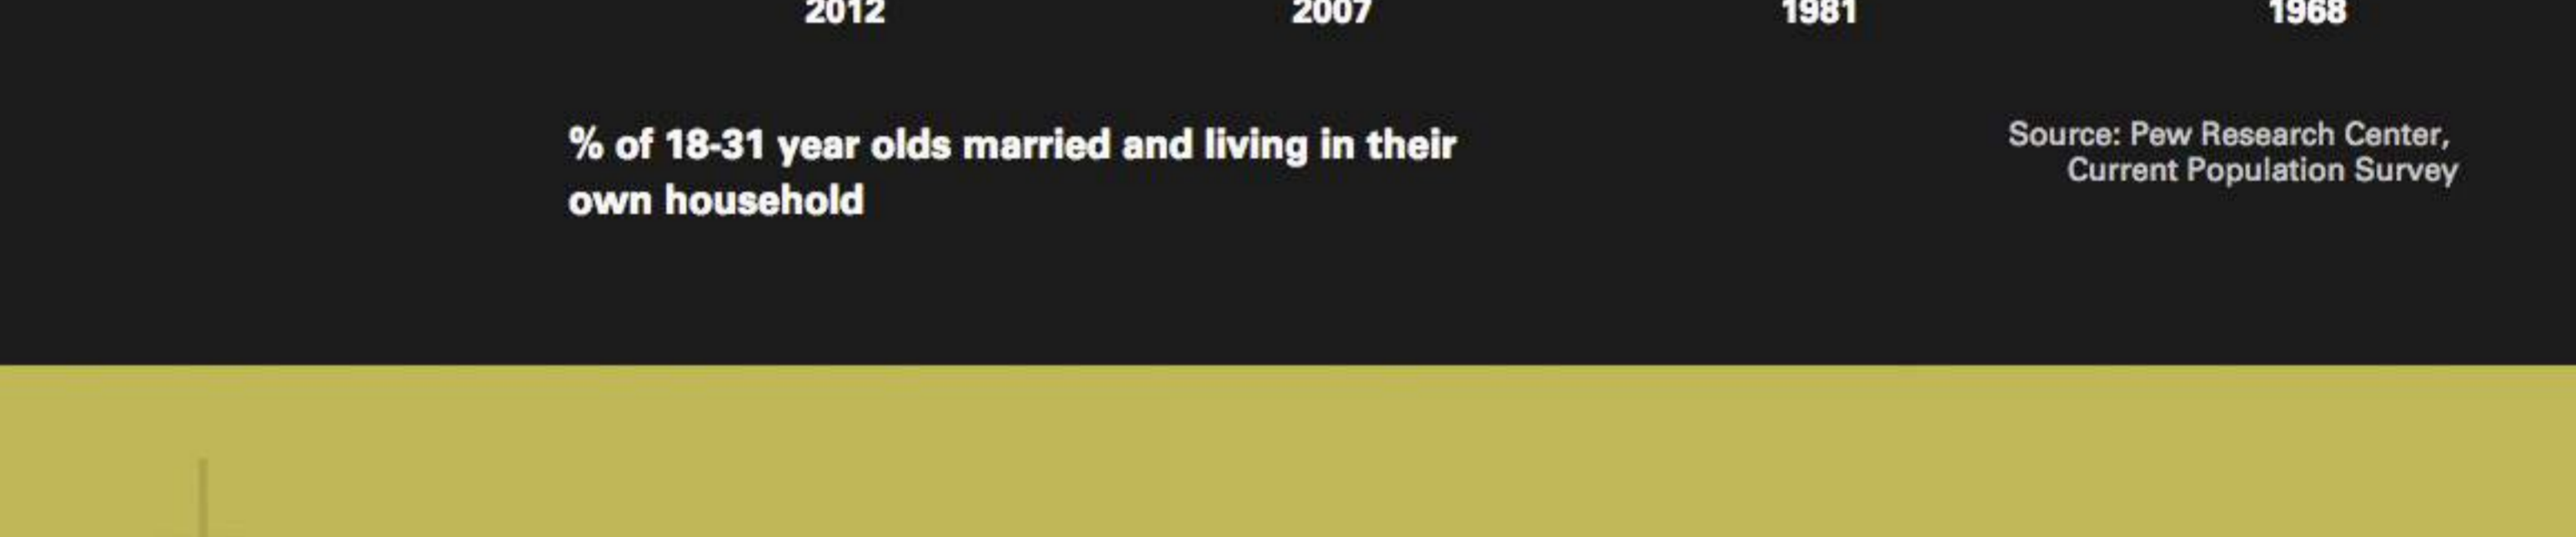 2012 2007 1981 1968
% of 18-31 year olds married and living in their
own household
Source: Pew Research Center,
Current Population Survey